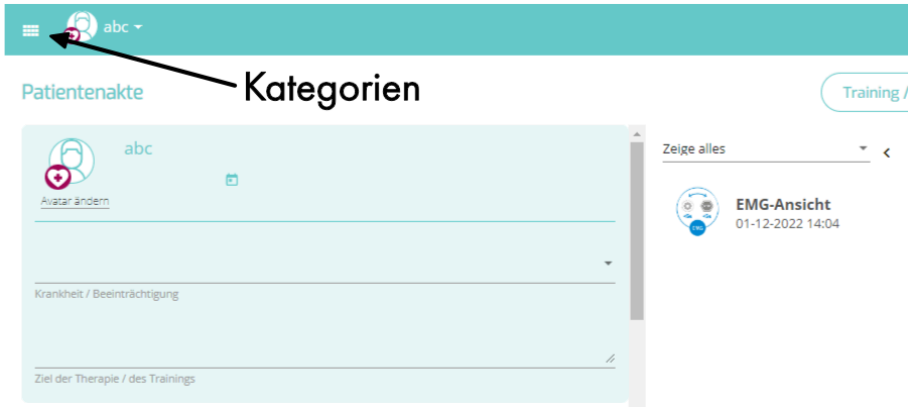 abc
Kategorien
Patientenakte
Training /
abc
Avatar ändern
Krankheit / Beeinträchtigung
Ziel der Therapie / des Trainings
Zeige alles
EMG-Ansicht
01-12-2022 14:04
EMG